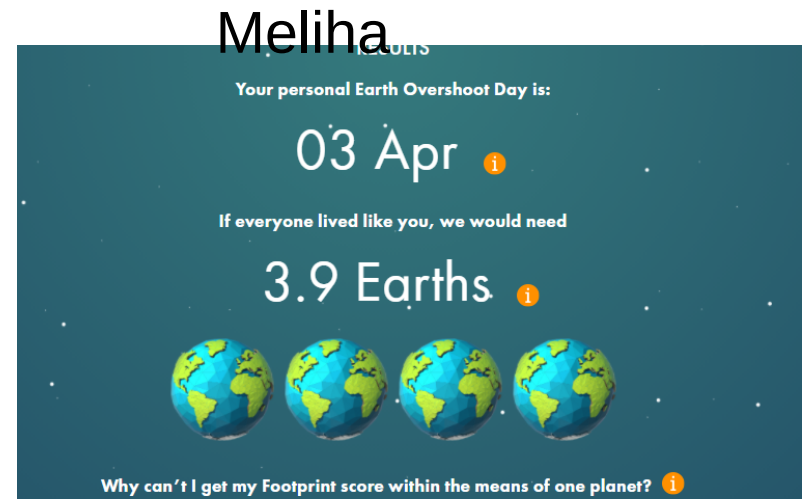 Meliha
RESULTS
Your personal Earth Overshoot Day is:
03 Apr i
If everyone lived like you, we would need
3.9 Earths i
Why can't I get my Footprint score within the means of one planet? i